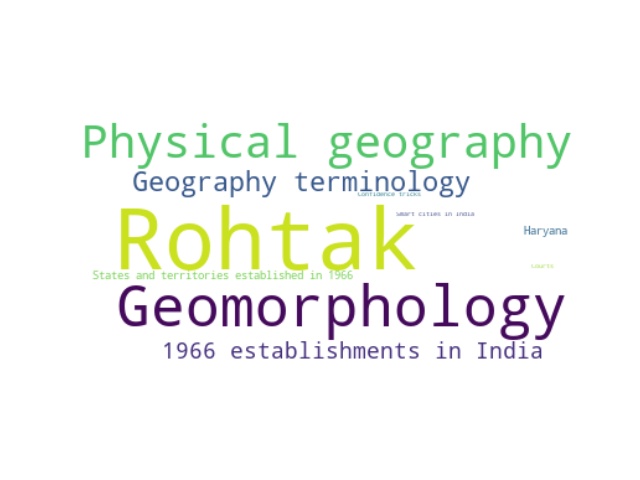 Physical geography
Geography terminology
Confidence tricks
Smart cities in India
Rohtak
Haryana
Courts
States and territories established in 1966
Geomorphology
1966 establishments in India